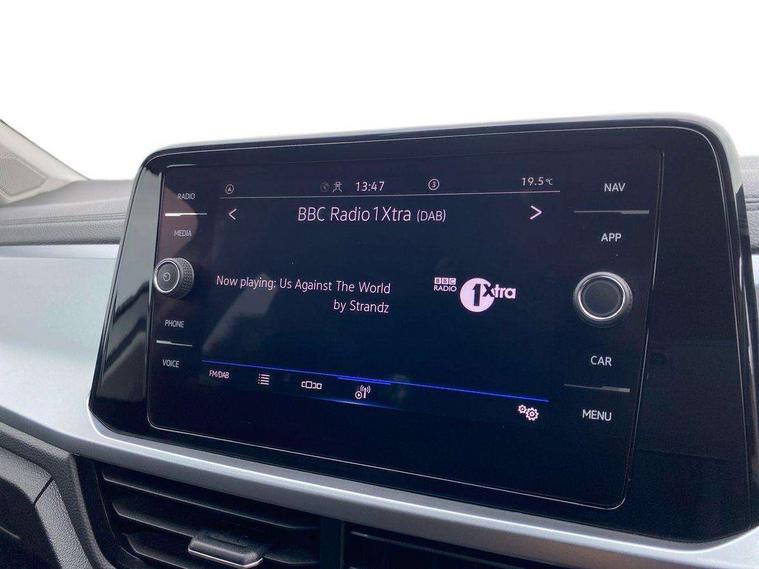 RADIO
MEDIA
PHONE
VOICE
13:47
3
19.5°C
BBC Radio 1Xtra (DAB)
Now playing: Us Against The World
by Strandz
BBC
RADIO
1Xtra
FM/DAB
NAV
APP
CAR
MENU